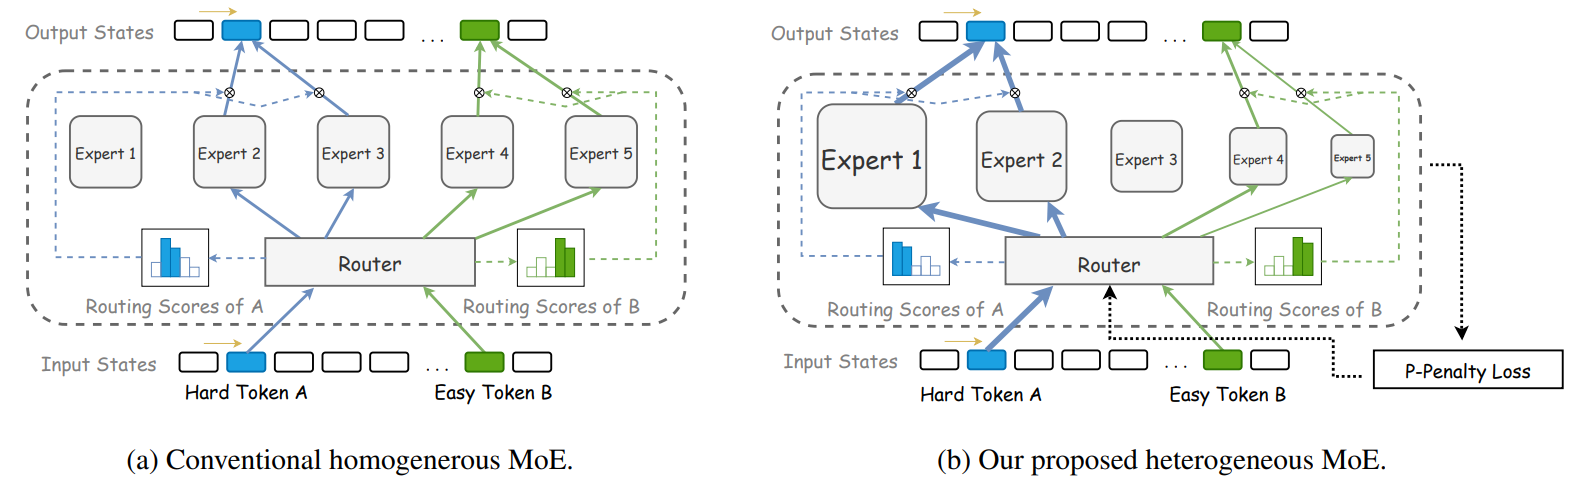 Output States
...
Expert 1
Expert 2
Expert 3
Expert 4
Expert 5
Router
Routing Scores of A
Routing Scores of B
Input States
...
Hard Token A
Easy Token B
(a) Conventional homogenerous MoE.
Output States
...
Expert 1
Expert 2
Expert 3
Expert 4
Expert 5
Router
Routing Scores of A
Routing Scores of B
Input States
...
P-Penalty Loss
Hard Token A
Easy Token B
(b) Our proposed heterogeneous MoE.